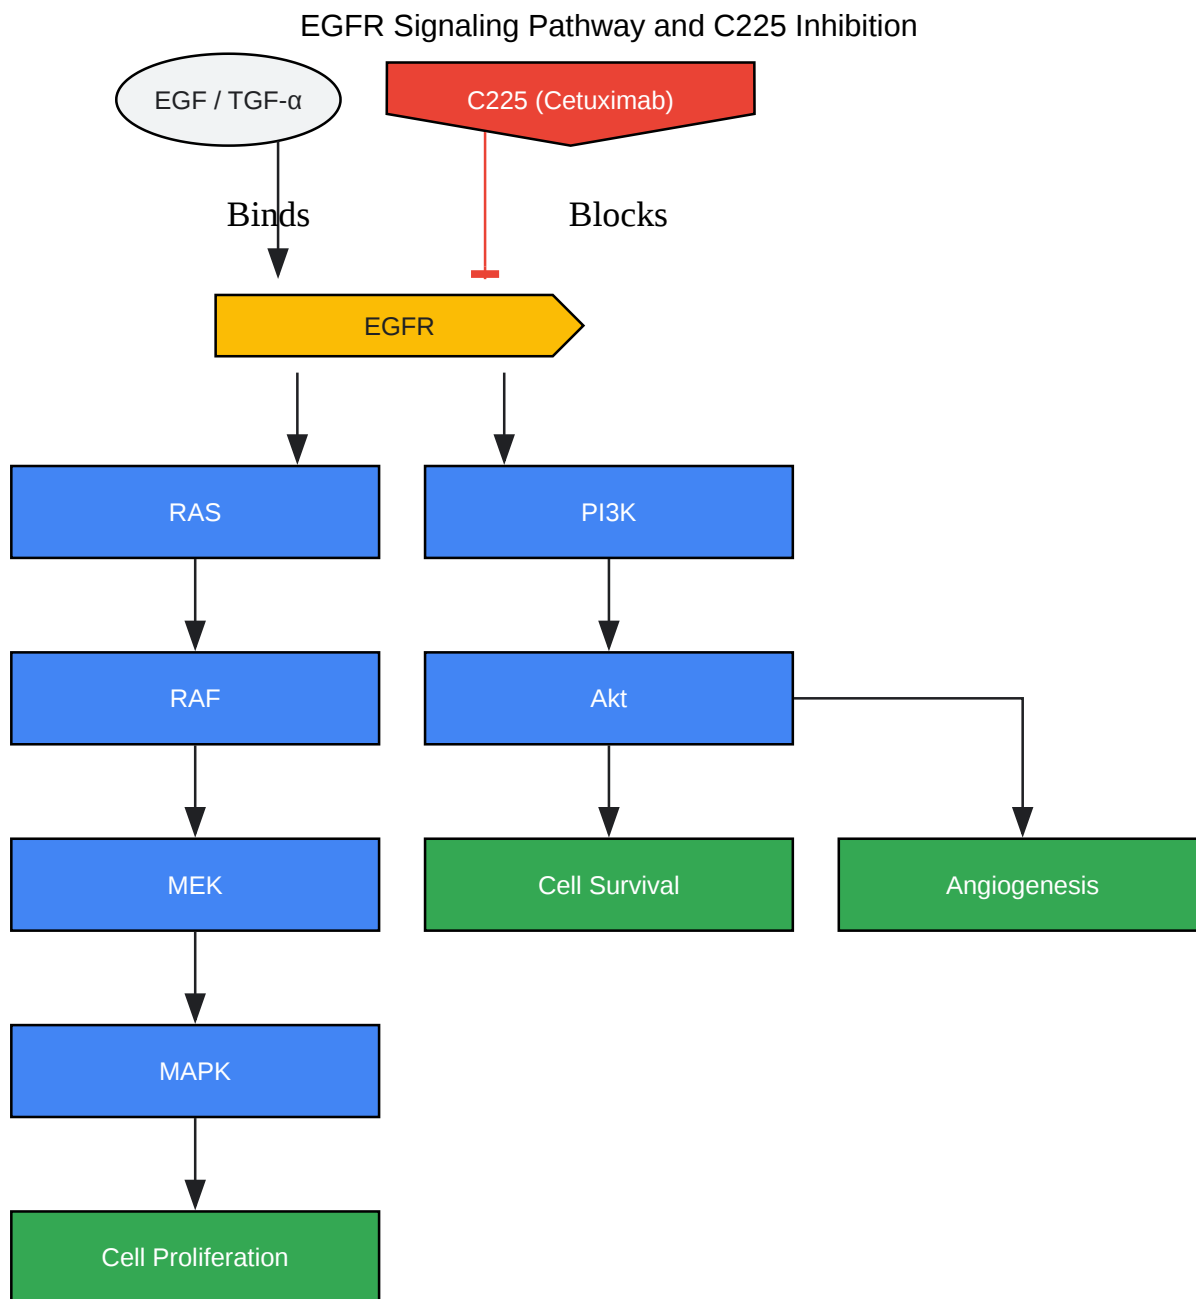 EGFR Signaling Pathway and C225 Inhibition
EGF / TGF-α
C225 (Cetuximab)
Binds
Blocks
EGFR
RAS
PI3K
RAF
Akt
MEK
Cell Survival
Angiogenesis
MAPK
Cell Proliferation